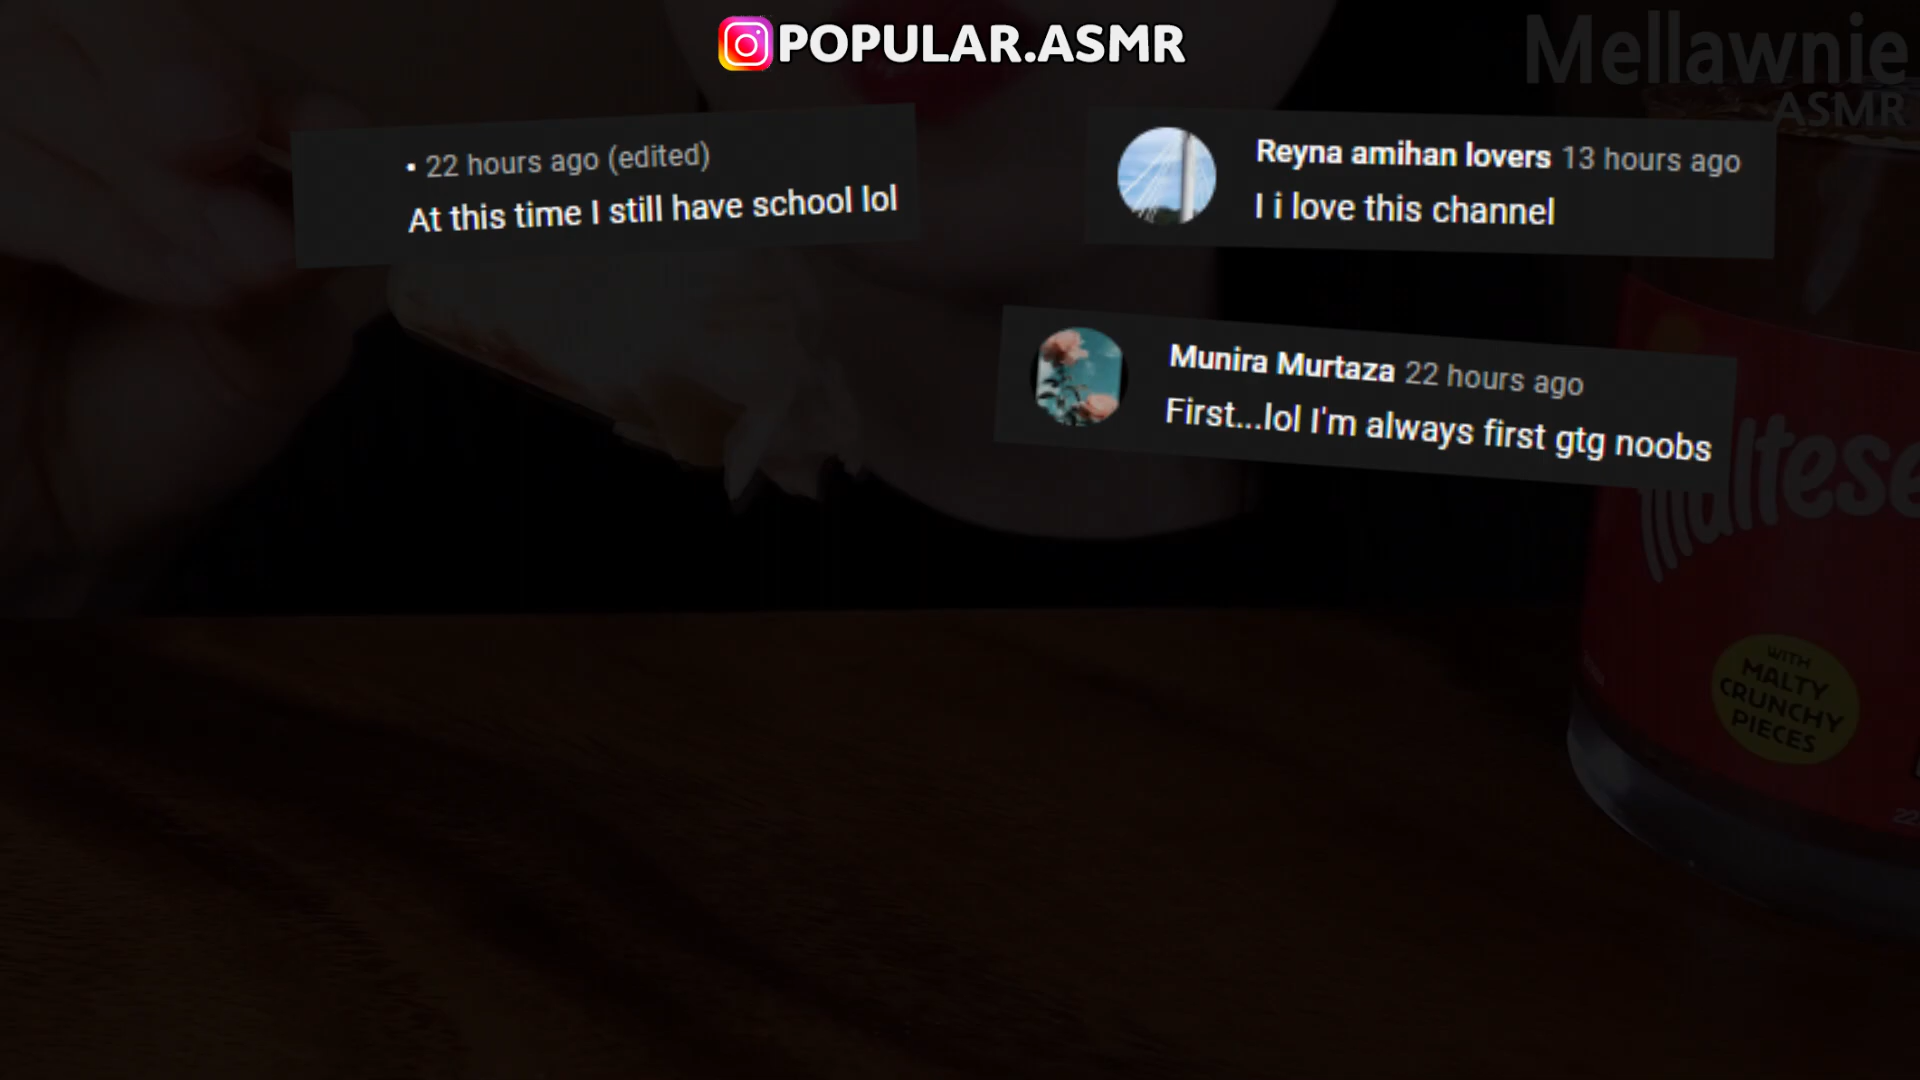 POPULAR.ASMR
Mellawnie
ASMR
• 22 hours ago (edited)
At this time I still have school lol
Reyna amihan lovers 13 hours ago
I i love this channel
Munira Murtaza 22 hours ago
First...lol I'm always first gtg noobs
maltese
WITH
MALTY
CRUNCHY
PIECES